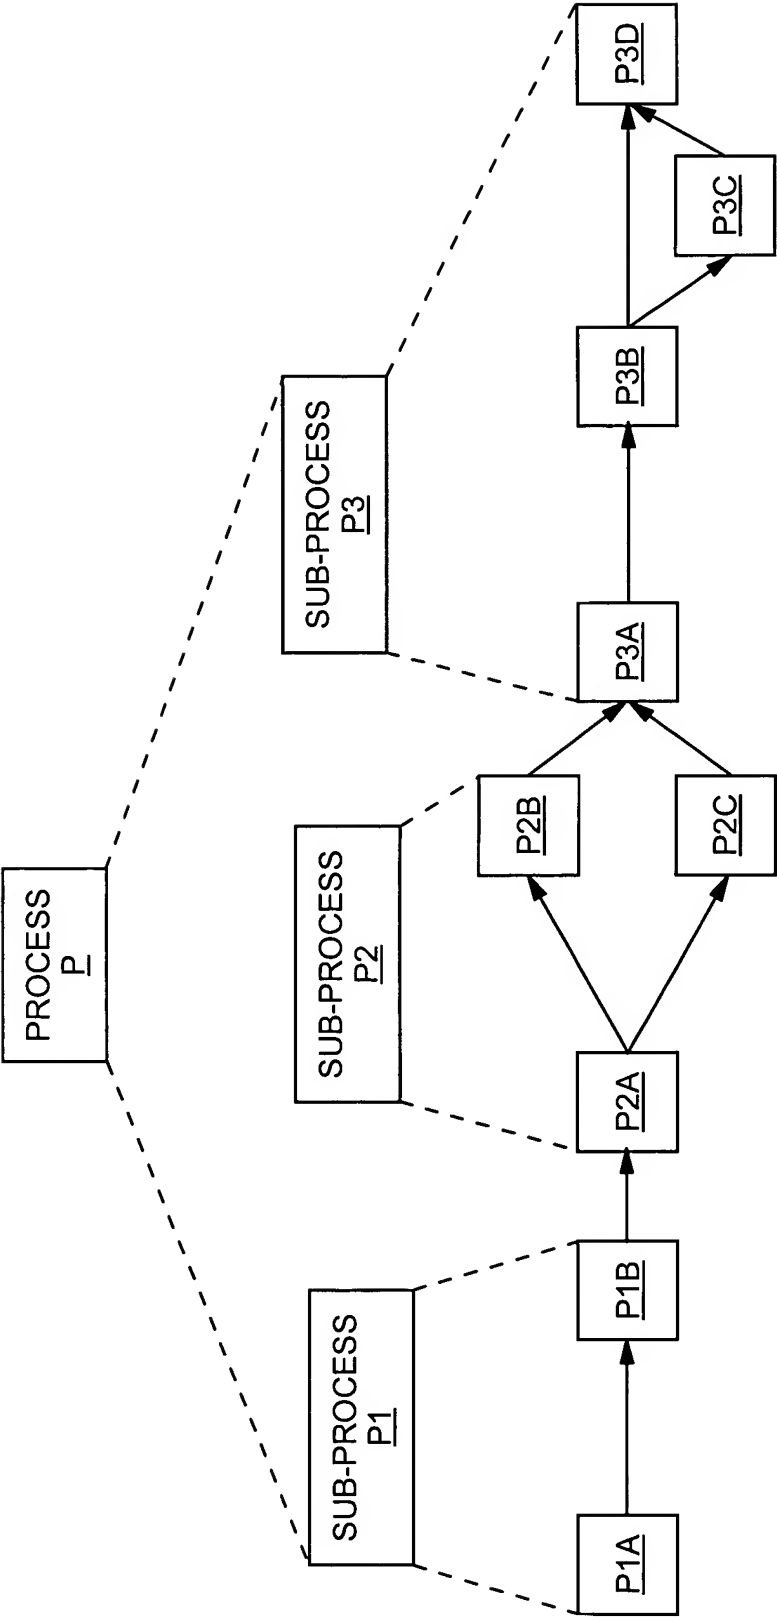 PROCESS
P
SUB-PROCESS
P1
SUB-PROCESS
P2
SUB-PROCESS
P3
P1A
P1B
P2A
P2B
P2C
P3A
P3B
P3C
P3D